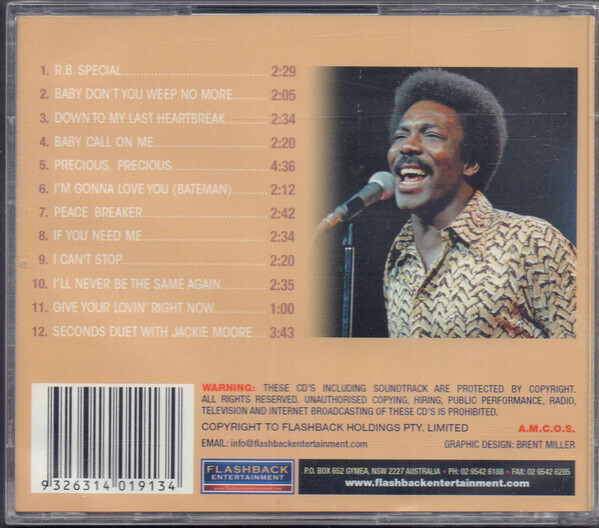 1. R.B. SPECIAL 2:29
2. BABY DON'T YOU WEEP NO MORE 2:05
3. DOWN TO MY LAST HEARTBREAK 2:34
4. BABY CALL ON ME 2:20
5. PRECIOUS, PRECIOUS 4:36
6. I'M GONNA LOVE YOU (BATEMAN) 2:12
7. PEACE BREAKER 2:42
8. IF YOU NEED ME 2:34
9. I CAN'T STOP 2:20
10. I'LL NEVER BE THE SAME AGAIN 2:35
11. GIVE YOUR LOVIN' RIGHT NOW 1:00
12. SECONDS DUET WITH JACKIE MOORE 3:43
WARNING: THESE CD'S INCLUDING SOUNDTRACK ARE PROTECTED BY COPYRIGHT.
ALL RIGHTS RESERVED. UNAUTHORISED COPYING, HIRING, PUBLIC PERFORMANCE, RADIO,
TELEVISION AND INTERNET BROADCASTING OF THESE CD'S IS PROHIBITED.
COPYRIGHT TO FLASHBACK HOLDINGS PTY. LIMITED A.M.C.O.S.
EMAIL: info@flashbackentertainment.com GRAPHIC DESIGN: BRENT MILLER
9 326314 019134
FLASHBACK
ENTERTAINMENT
www.flashbackentertainment.com
P.O. BOX 652 GYMEA, NSW 2227 AUSTRALIA • PH: 02 9542 6188 • FAX: 02 9542 6285
www.flashbackentertainment.com